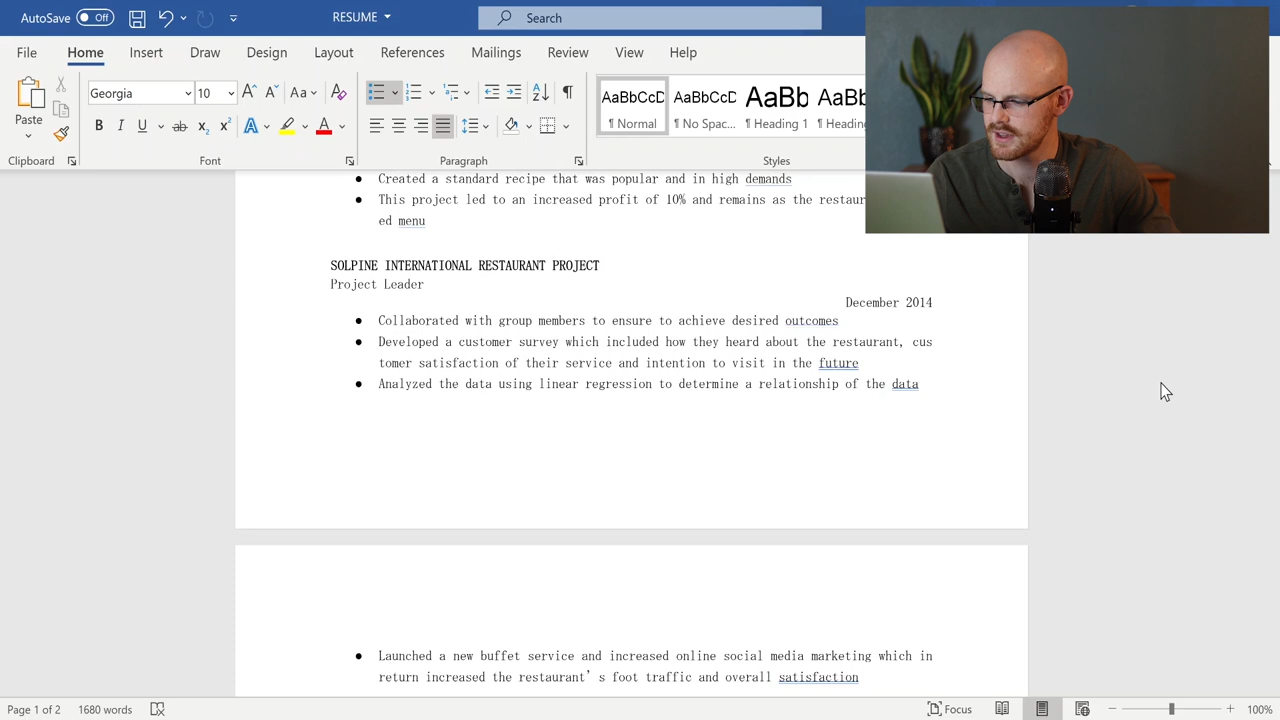 AutoSave Off RESUME Search
File Home Insert Draw Design Layout References Mailings Review View Help
Paste Georgia 10 A A Aa A AaBbCcD AaBbCcD AaBb AaBb
B I U ab x2 x2 A A ¶ Normal ¶ No Spac... ¶ Heading 1 ¶ Heading
Clipboard Font Paragraph Styles
● Created a standard recipe that was popular and in high demands
● This project led to an increased profit of 10% and remains as the restaur
ed menu
SOLPINE INTERNATIONAL RESTAURANT PROJECT
Project Leader
December 2014
● Collaborated with group members to ensure to achieve desired outcomes
● Developed a customer survey which included how they heard about the restaurant, cus
tomer satisfaction of their service and intention to visit in the future
● Analyzed the data using linear regression to determine a relationship of the data
● Launched a new buffet service and increased online social media marketing which in
return increased the restaurant's foot traffic and overall satisfaction
Page 1 of 2 1680 words Focus 100%